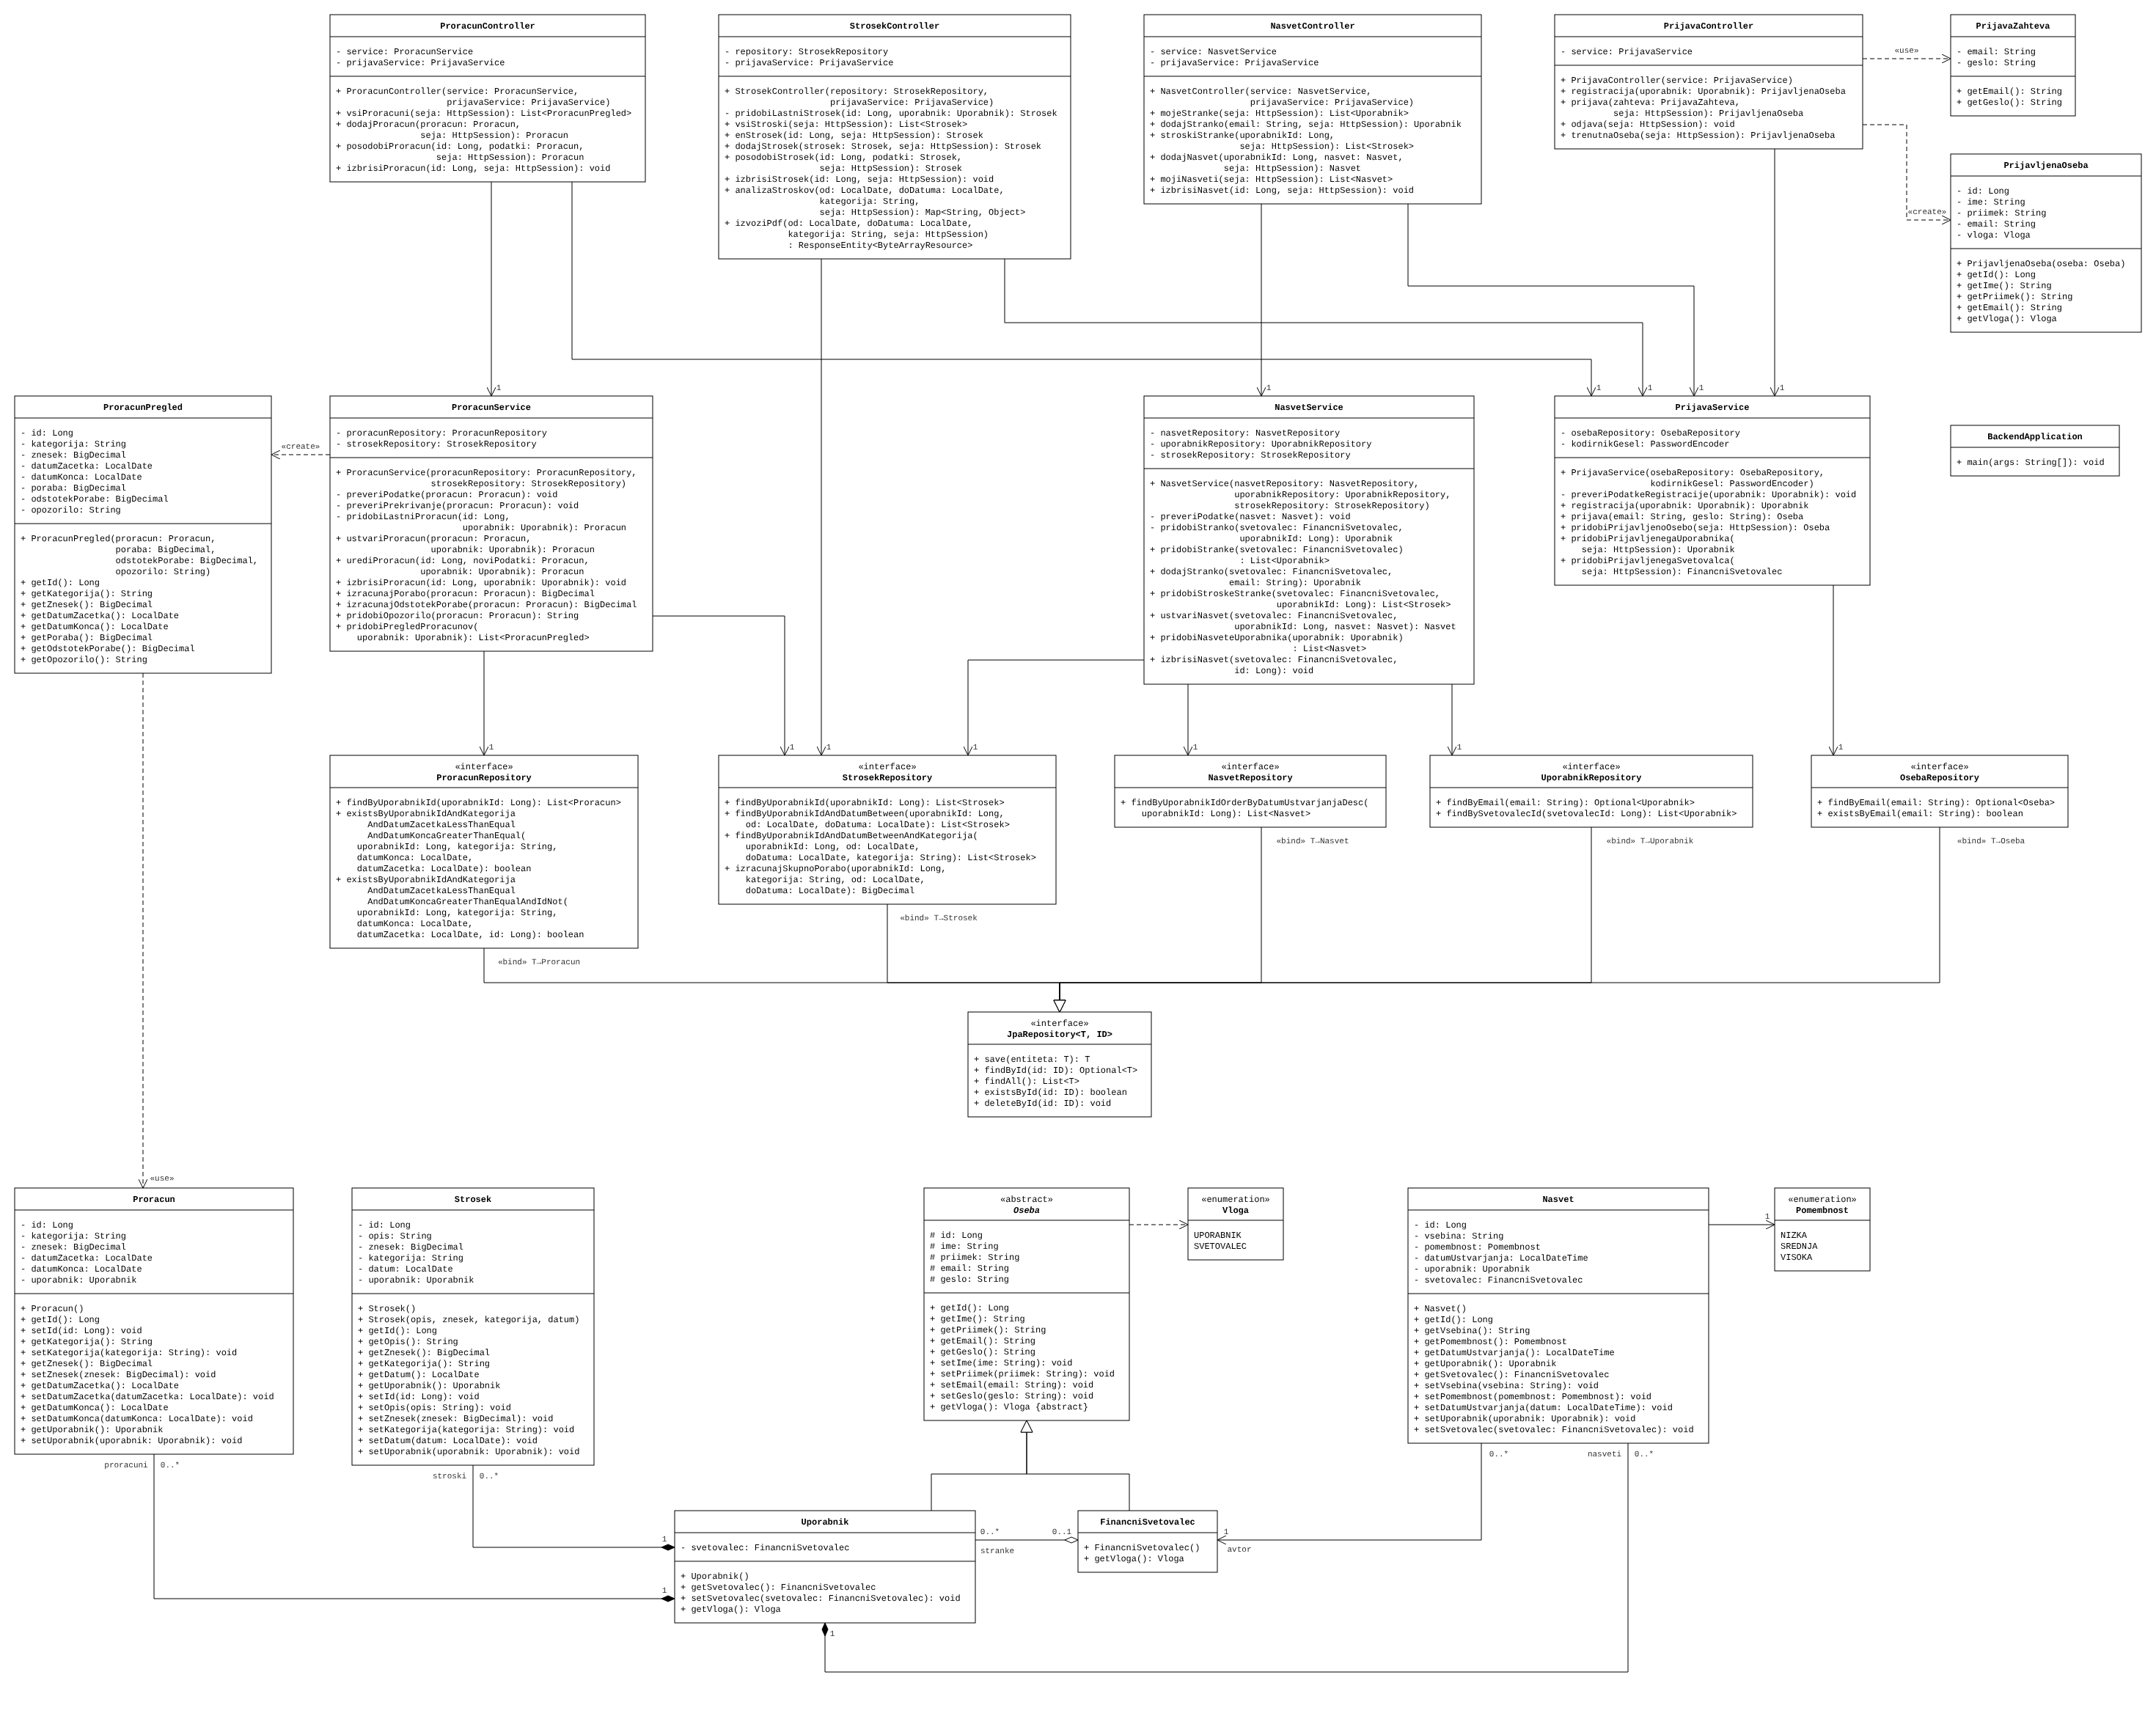 ProracunController
- service: ProracunService
- prijavaService: PrijavaService
+ ProracunController(service: ProracunService,
prijavaService: PrijavaService)
+ vsiProracuni(seja: HttpSession): List<ProracunPregled>
+ dodajProracun(proracun: Proracun,
seja: HttpSession): Proracun
+ posodobiProracun(id: Long, podatki: Proracun,
seja: HttpSession): Proracun
+ izbrisiProracun(id: Long, seja: HttpSession): void
StrosekController
- repository: StrosekRepository
- prijavaService: PrijavaService
+ StrosekController(repository: StrosekRepository,
prijavaService: PrijavaService)
- pridobiLastniStrosek(id: Long, uporabnik: Uporabnik): Strosek
+ vsiStroski(seja: HttpSession): List<Strosek>
+ enStrosek(id: Long, seja: HttpSession): Strosek
+ dodajStrosek(strosek: Strosek, seja: HttpSession): Strosek
+ posodobiStrosek(id: Long, podatki: Strosek,
seja: HttpSession): Strosek
+ izbrisiStrosek(id: Long, seja: HttpSession): void
+ analizaStroskov(od: LocalDate, doDatuma: LocalDate,
kategorija: String,
seja: HttpSession): Map<String, Object>
+ izvoziPdf(od: LocalDate, doDatuma: LocalDate,
kategorija: String, seja: HttpSession)
: ResponseEntity<ByteArrayResource>
NasvetController
- service: NasvetService
- prijavaService: PrijavaService
+ NasvetController(service: NasvetService,
prijavaService: PrijavaService)
+ mojeStranke(seja: HttpSession): List<Uporabnik>
+ dodajStranko(email: String, seja: HttpSession): Uporabnik
+ stroskiStranke(uporabnikId: Long,
seja: HttpSession): List<Strosek>
+ dodajNasvet(uporabnikId: Long, nasvet: Nasvet,
seja: HttpSession): Nasvet
+ mojiNasveti(seja: HttpSession): List<Nasvet>
+ izbrisiNasvet(id: Long, seja: HttpSession): void
PrijavaController
- service: PrijavaService
+ PrijavaController(service: PrijavaService)
+ registracija(uporabnik: Uporabnik): PrijavljenaOseba
+ prijava(zahteva: PrijavaZahteva,
seja: HttpSession): PrijavljenaOseba
+ odjava(seja: HttpSession): void
+ trenutnaOseba(seja: HttpSession): PrijavljenaOseba
«use»
«create»
PrijavaZahteva
- email: String
- geslo: String
+ getEmail(): String
+ getGeslo(): String
PrijavljenaOseba
- id: Long
- ime: String
- priimek: String
- email: String
- vloga: Vloga
+ PrijavljenaOseba(oseba: Oseba)
+ getId(): Long
+ getIme(): String
+ getPriimek(): String
+ getEmail(): String
+ getVloga(): Vloga
1
1
1
1
1
1
ProracunPregled
- id: Long
- kategorija: String
- znesek: BigDecimal
- datumZacetka: LocalDate
- datumKonca: LocalDate
- poraba: BigDecimal
- odstotekPorabe: BigDecimal
- opozorilo: String
+ ProracunPregled(proracun: Proracun,
poraba: BigDecimal,
odstotekPorabe: BigDecimal,
opozorilo: String)
+ getId(): Long
+ getKategorija(): String
+ getZnesek(): BigDecimal
+ getDatumZacetka(): LocalDate
+ getDatumKonca(): LocalDate
+ getPoraba(): BigDecimal
+ getOdstotekPorabe(): BigDecimal
+ getOpozorilo(): String
«create»
ProracunService
- proracunRepository: ProracunRepository
- strosekRepository: StrosekRepository
+ ProracunService(proracunRepository: ProracunRepository,
strosekRepository: StrosekRepository)
- preveriPodatke(proracun: Proracun): void
- preveriPrekrivanje(proracun: Proracun): void
- pridobiLastniProracun(id: Long,
uporabnik: Uporabnik): Proracun
+ ustvariProracun(proracun: Proracun,
uporabnik: Uporabnik): Proracun
+ urediProracun(id: Long, noviPodatki: Proracun,
uporabnik: Uporabnik): Proracun
+ izbrisiProracun(id: Long, uporabnik: Uporabnik): void
+ izracunajPorabo(proracun: Proracun): BigDecimal
+ izracunajOdstotekPorabe(proracun: Proracun): BigDecimal
+ pridobiOpozorilo(proracun: Proracun): String
+ pridobiPregledProracunov(
uporabnik: Uporabnik): List<ProracunPregled>
NasvetService
- nasvetRepository: NasvetRepository
- uporabnikRepository: UporabnikRepository
- strosekRepository: StrosekRepository
+ NasvetService(nasvetRepository: NasvetRepository,
uporabnikRepository: UporabnikRepository,
strosekRepository: StrosekRepository)
- preveriPodatke(nasvet: Nasvet): void
- pridobiStranko(svetovalec: FinancniSvetovalec,
uporabnikId: Long): Uporabnik
+ pridobiStranke(svetovalec: FinancniSvetovalec)
: List<Uporabnik>
+ dodajStranko(svetovalec: FinancniSvetovalec,
email: String): Uporabnik
+ pridobiStroskeStranke(svetovalec: FinancniSvetovalec,
uporabnikId: Long): List<Strosek>
+ ustvariNasvet(svetovalec: FinancniSvetovalec,
uporabnikId: Long, nasvet: Nasvet): Nasvet
+ pridobiNasveteUporabnika(uporabnik: Uporabnik)
: List<Nasvet>
+ izbrisiNasvet(svetovalec: FinancniSvetovalec,
id: Long): void
PrijavaService
- osebaRepository: OsebaRepository
- kodirnikGesel: PasswordEncoder
+ PrijavaService(osebaRepository: OsebaRepository,
kodirnikGesel: PasswordEncoder)
- preveriPodatkeRegistracije(uporabnik: Uporabnik): void
+ registracija(uporabnik: Uporabnik): Uporabnik
+ prijava(email: String, geslo: String): Oseba
+ pridobiPrijavljenoOsebo(seja: HttpSession): Oseba
+ pridobiPrijavljenegaUporabnika(
seja: HttpSession): Uporabnik
+ pridobiPrijavljenegaSvetovalca(
seja: HttpSession): FinancniSvetovalec
BackendApplication
+ main(args: String[]): void
1
1
1
1
1
1
1
«interface»
ProracunRepository
+ findByUporabnikId(uporabnikId: Long): List<Proracun>
+ existsByUporabnikIdAndKategorija
AndDatumZacetkaLessThanEqual
AndDatumKoncaGreaterThanEqual(
uporabnikId: Long, kategorija: String,
datumKonca: LocalDate,
datumZacetka: LocalDate): boolean
+ existsByUporabnikIdAndKategorija
AndDatumZacetkaLessThanEqual
AndDatumKoncaGreaterThanEqualAndIdNot(
uporabnikId: Long, kategorija: String,
datumKonca: LocalDate,
datumZacetka: LocalDate, id: Long): boolean
«bind» T→Proracun
«interface»
StrosekRepository
+ findByUporabnikId(uporabnikId: Long): List<Strosek>
+ findByUporabnikIdAndDatumBetween(uporabnikId: Long,
od: LocalDate, doDatuma: LocalDate): List<Strosek>
+ findByUporabnikIdAndDatumBetweenAndKategorija(
uporabnikId: Long, od: LocalDate,
doDatuma: LocalDate, kategorija: String): List<Strosek>
+ izracunajSkupnoPorabo(uporabnikId: Long,
kategorija: String, od: LocalDate,
doDatuma: LocalDate): BigDecimal
«bind» T→Strosek
«interface»
NasvetRepository
+ findByUporabnikIdOrderByDatumUstvarjanjaDesc(
uporabnikId: Long): List<Nasvet>
«bind» T→Nasvet
«interface»
UporabnikRepository
+ findByEmail(email: String): Optional<Uporabnik>
+ findBySvetovalecId(svetovalecId: Long): List<Uporabnik>
«bind» T→Uporabnik
«interface»
OsebaRepository
+ findByEmail(email: String): Optional<Oseba>
+ existsByEmail(email: String): boolean
«bind» T→Oseba
«interface»
JpaRepository<T, ID>
+ save(entiteta: T): T
+ findById(id: ID): Optional<T>
+ findAll(): List<T>
+ existsById(id: ID): boolean
+ deleteById(id: ID): void
«use»
Proracun
- id: Long
- kategorija: String
- znesek: BigDecimal
- datumZacetka: LocalDate
- datumKonca: LocalDate
- uporabnik: Uporabnik
+ Proracun()
+ getId(): Long
+ setId(id: Long): void
+ getKategorija(): String
+ setKategorija(kategorija: String): void
+ getZnesek(): BigDecimal
+ setZnesek(znesek: BigDecimal): void
+ getDatumZacetka(): LocalDate
+ setDatumZacetka(datumZacetka: LocalDate): void
+ getDatumKonca(): LocalDate
+ setDatumKonca(datumKonca: LocalDate): void
+ getUporabnik(): Uporabnik
+ setUporabnik(uporabnik: Uporabnik): void
proracuni 0..*
Strosek
- id: Long
- opis: String
- znesek: BigDecimal
- kategorija: String
- datum: LocalDate
- uporabnik: Uporabnik
+ Strosek()
+ Strosek(opis, znesek, kategorija, datum)
+ getId(): Long
+ getOpis(): String
+ getZnesek(): BigDecimal
+ getKategorija(): String
+ getDatum(): LocalDate
+ getUporabnik(): Uporabnik
+ setId(id: Long): void
+ setOpis(opis: String): void
+ setZnesek(znesek: BigDecimal): void
+ setKategorija(kategorija: String): void
+ setDatum(datum: LocalDate): void
+ setUporabnik(uporabnik: Uporabnik): void
stroski 0..*
«abstract»
Oseba
# id: Long
# ime: String
# priimek: String
# email: String
# geslo: String
+ getId(): Long
+ getIme(): String
+ getPriimek(): String
+ getEmail(): String
+ getGeslo(): String
+ setIme(ime: String): void
+ setPriimek(priimek: String): void
+ setEmail(email: String): void
+ setGeslo(geslo: String): void
+ getVloga(): Vloga {abstract}
«enumeration»
Vloga
UPORABNIK
SVETOVALEC
Nasvet
- id: Long
- vsebina: String
- pomembnost: Pomembnost
- datumUstvarjanja: LocalDateTime
- uporabnik: Uporabnik
- svetovalec: FinancniSvetovalec
+ Nasvet()
+ getId(): Long
+ getVsebina(): String
+ getPomembnost(): Pomembnost
+ getDatumUstvarjanja(): LocalDateTime
+ getUporabnik(): Uporabnik
+ getSvetovalec(): FinancniSvetovalec
+ setVsebina(vsebina: String): void
+ setPomembnost(pomembnost: Pomembnost): void
+ setDatumUstvarjanja(datum: LocalDateTime): void
+ setUporabnik(uporabnik: Uporabnik): void
+ setSvetovalec(svetovalec: FinancniSvetovalec): void
0..*
nasveti 0..*
1
«enumeration»
Pomembnost
NIZKA
SREDNJA
VISOKA
1
1
Uporabnik
- svetovalec: FinancniSvetovalec
+ Uporabnik()
+ getSvetovalec(): FinancniSvetovalec
+ setSvetovalec(svetovalec: FinancniSvetovalec): void
+ getVloga(): Vloga
1
0..*
0..1
stranke
FinancniSvetovalec
+ FinancniSvetovalec()
+ getVloga(): Vloga
1
avtor